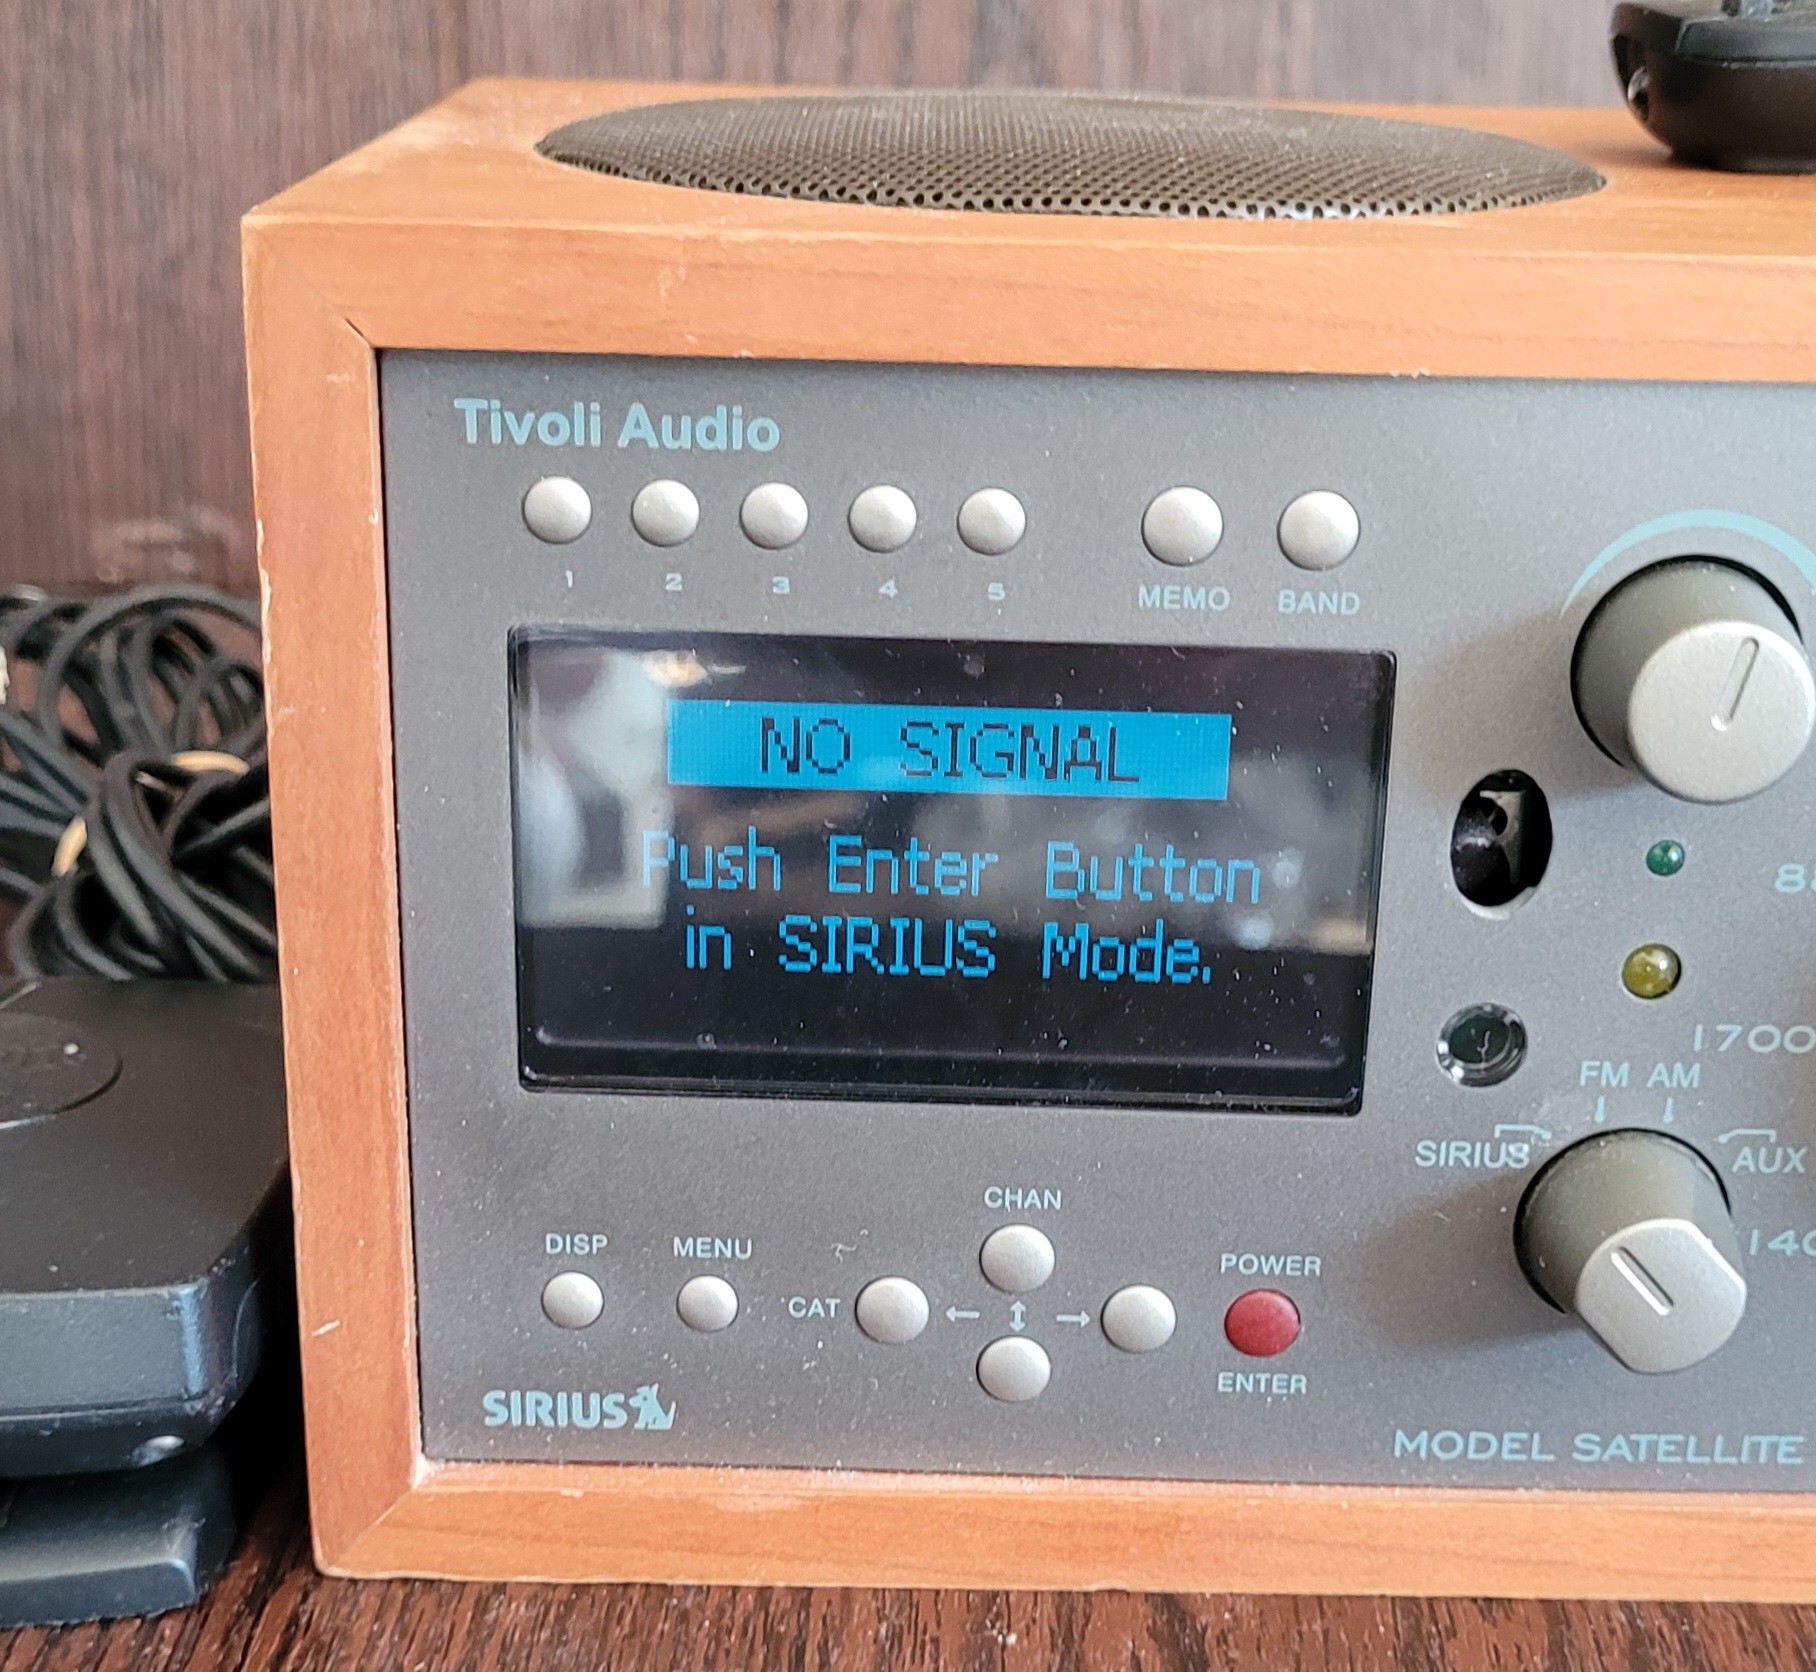 Tivoli Audio
1 2 3 4 5 MEMO BAND
NO SIGNAL
Push Enter Button
in SIRIUS Mode.
1700
FM AM
SIRIUS AUX
CHAN
DISP MENU
CAT
POWER
ENTER
SIRIUS
MODEL SATELLITE